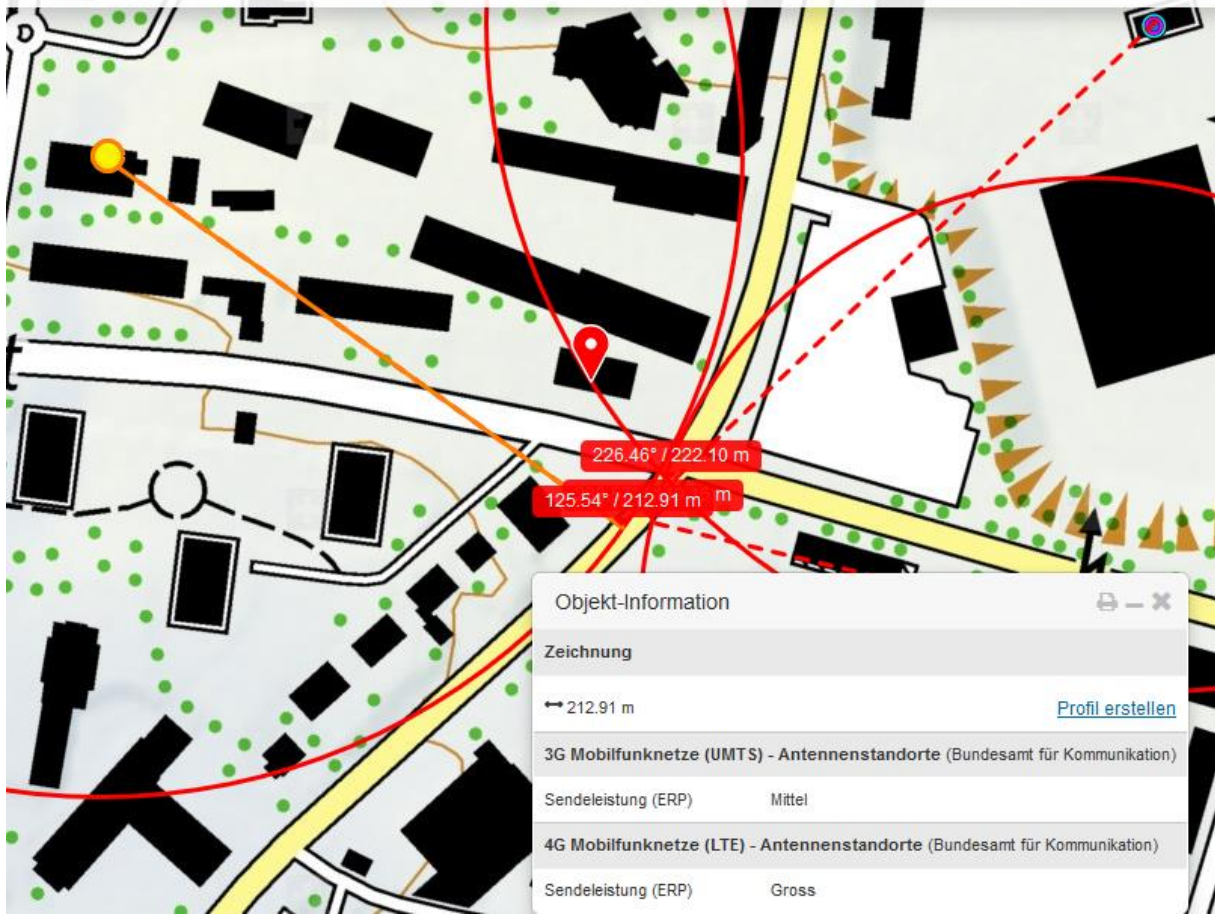 226.46° / 222.10 m
125.54° / 212.91 m
m
Objekt-Information
Zeichnung
212.91 m
Profil erstellen
3G Mobilfunknetze (UMTS) - Antennenstandorte (Bundesamt für Kommunikation)
Sendeleistung (ERP) Mittel
4G Mobilfunknetze (LTE) - Antennenstandorte (Bundesamt für Kommunikation)
Sendeleistung (ERP) Gross